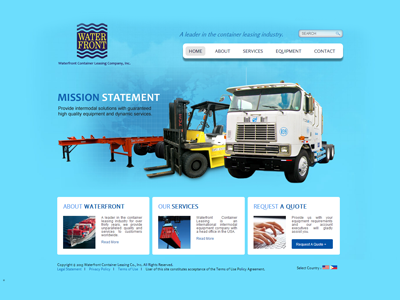 WATER
FRONT
Waterfront Container Leasing Company, Inc.
A leader in the container leasing industry.
SEARCH
HOME
ABOUT
SERVICES
EQUIPMENT
CONTACT
MISSION STATEMENT
Provide intermodal solutions with guaranteed
high quality equipment and dynamic services.
ABOUT WATERFRONT
A leader in the container
leasing industry for over
forty years, we provide
unparalleled quality and
services to customers
worldwide.
Read More
OUR SERVICES
Waterfront Container
Leasing is an international
equipment company with
a head office in the USA.
Read More
REQUEST A QUOTE
Provide us with your
equipment requirements
and our account
executives will gladly
assist you.
Request A Quote >
Copyright © 2013 Waterfront Container Leasing Co., Inc. All Rights Reserved.
Legal Statement | Privacy Policy | Terms of Use | User of this site constitutes acceptance of the Terms of Use Policy Agreement.
Select Country :